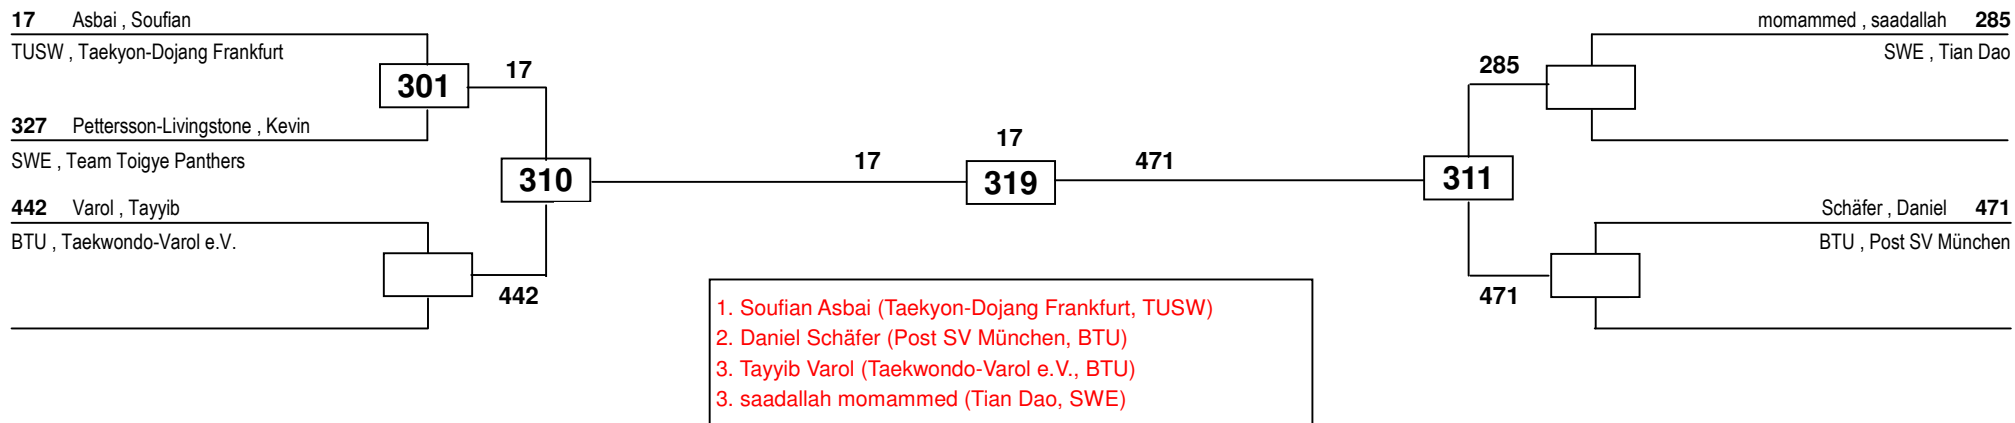 17 Asbai , Soufian
TUSW , Taekyon-Dojang Frankfurt
301
17
327 Pettersson-Livingstone , Kevin
SWE , Team Toigye Panthers
310
442 Varol , Tayyib
BTU , Taekwondo-Varol e.V.
442
17
17
319
471
momammed , saadallah 285
SWE , Tian Dao
285
311
Schäfer , Daniel 471
BTU , Post SV München
471
1. Soufian Asbai (Taekyon-Dojang Frankfurt, TUSW)
2. Daniel Schäfer (Post SV München, BTU)
3. Tayyib Varol (Taekwondo-Varol e.V., BTU)
3. saadallah momammed (Tian Dao, SWE)